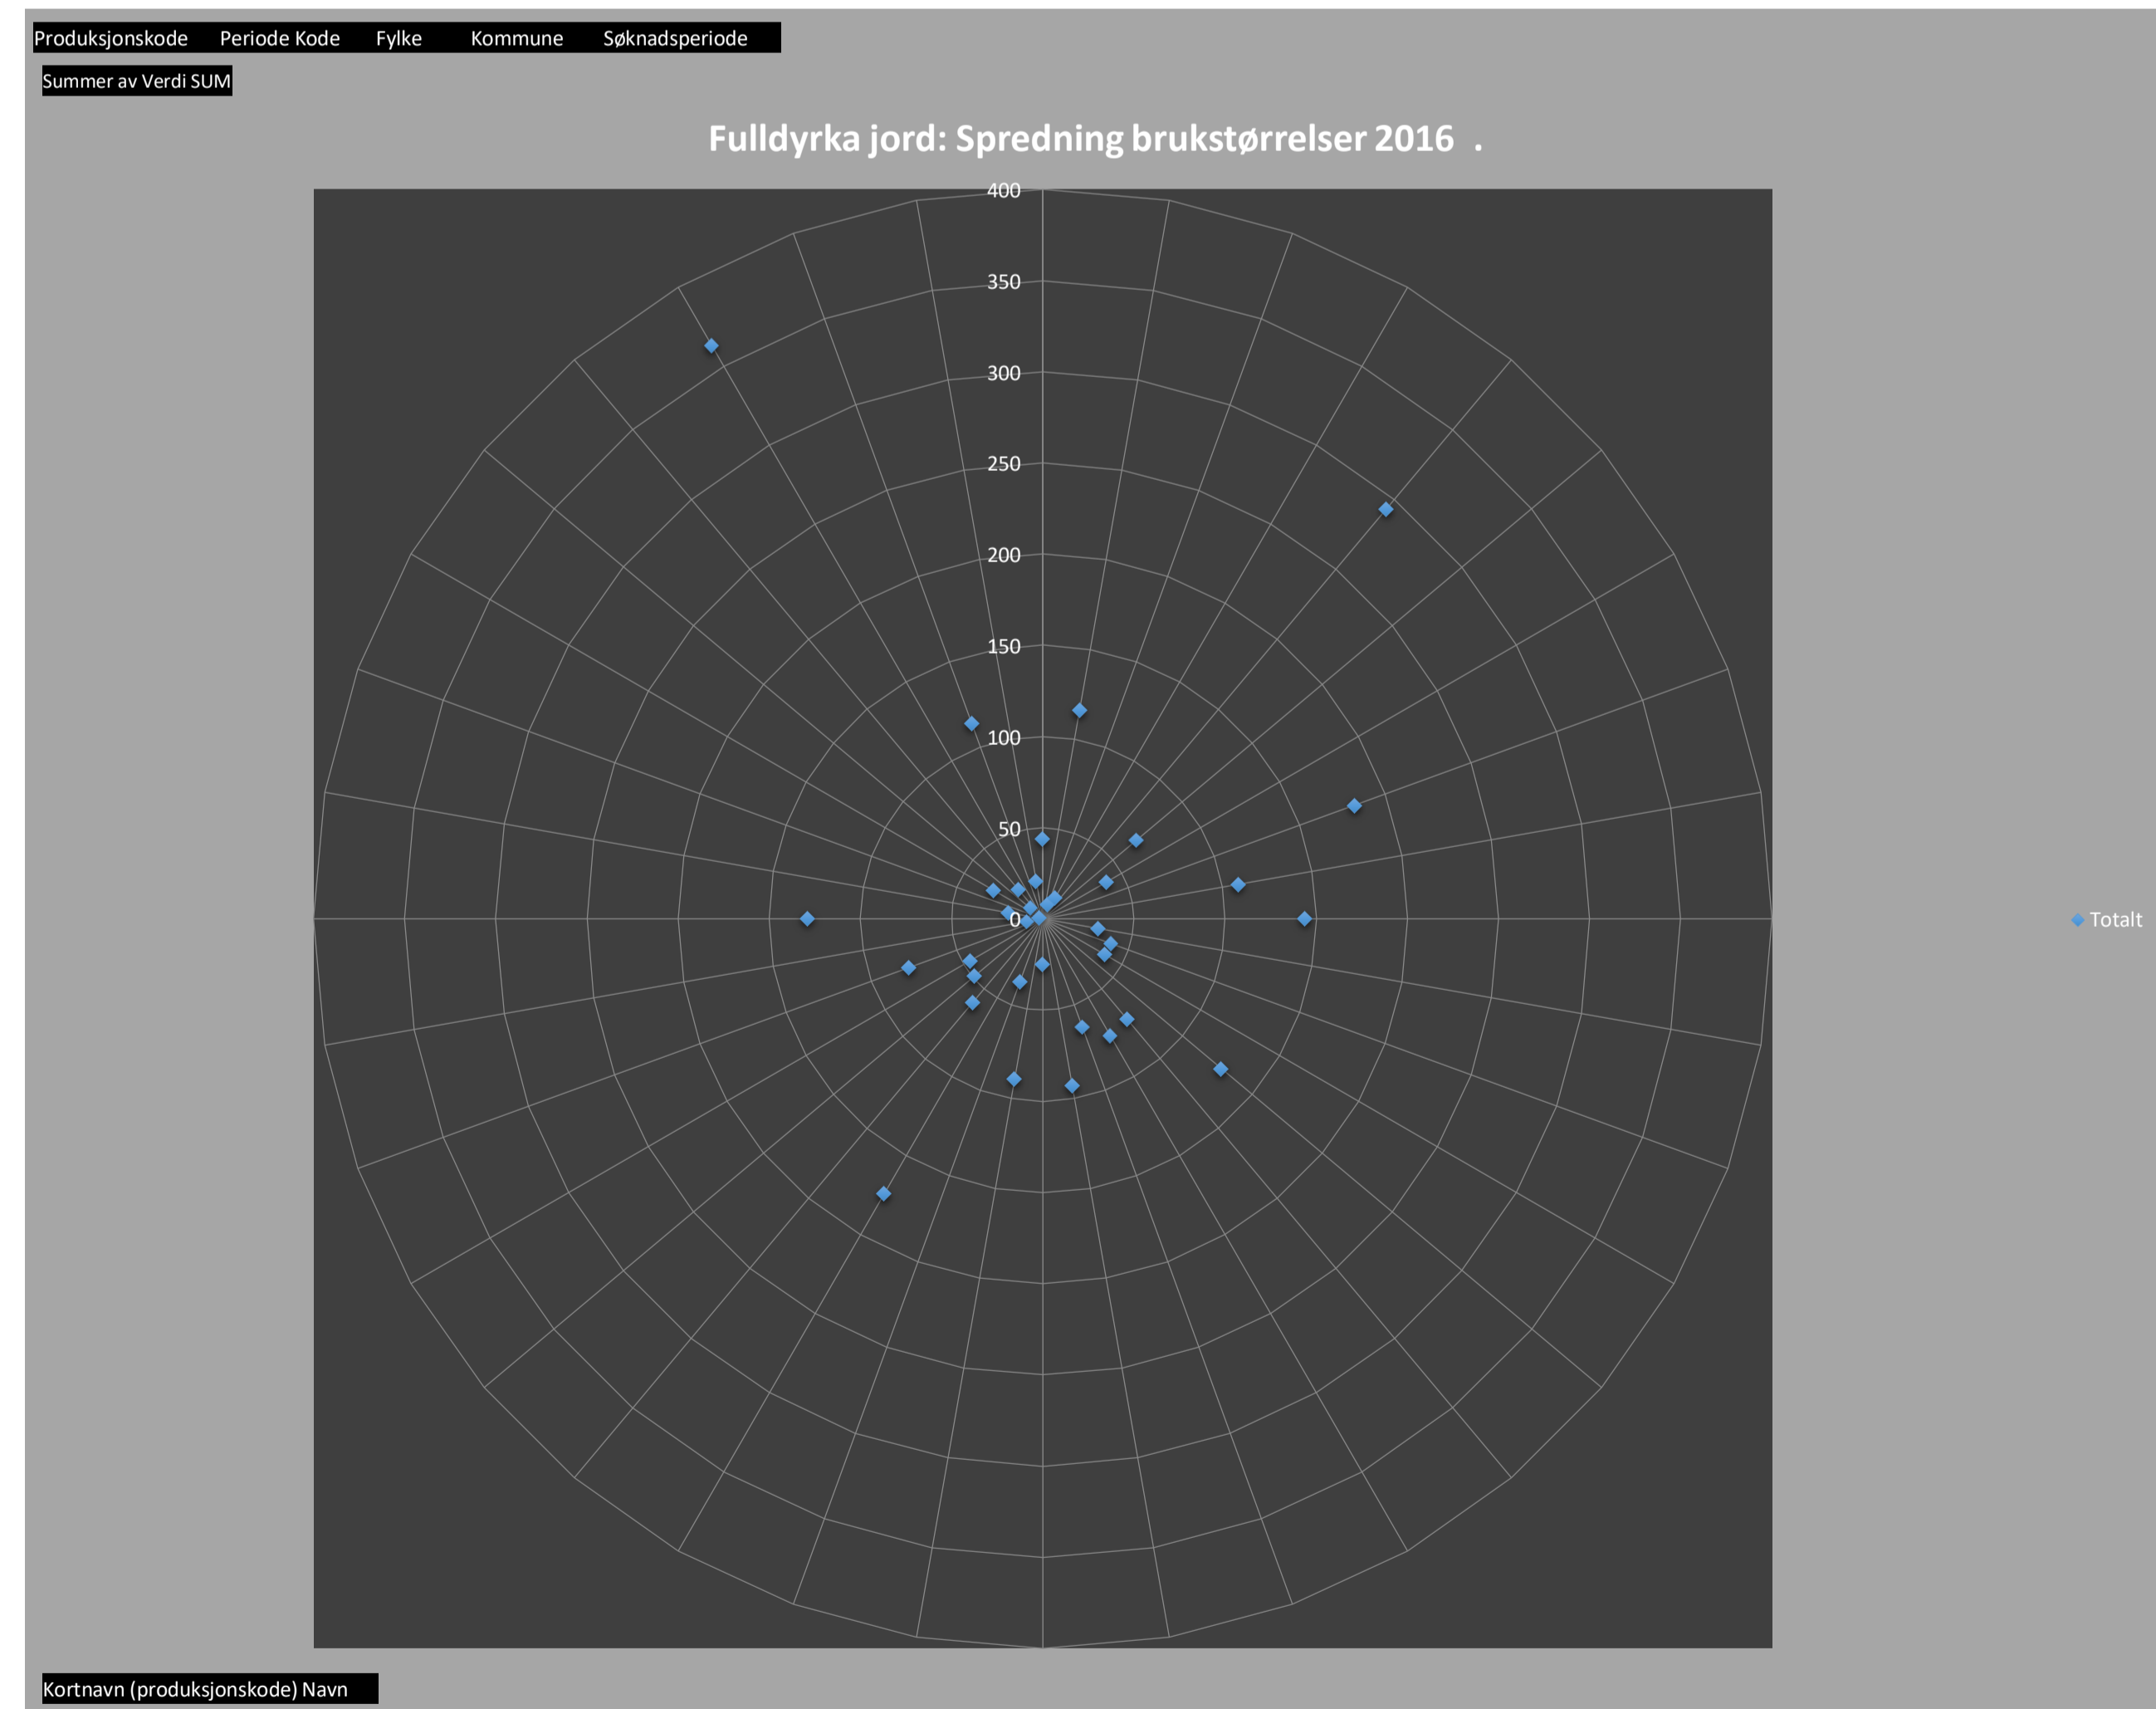 Produksjonskode Periode Kode Fylke Kommune Søknadsperiode
Summer av Verdi SUM
Fulldyrka jord: Spredning brukstørrelser 2016 .
400
350
300
250
200
150
100
50
0
Totalt
Kortnavn (produksjonskode) Navn